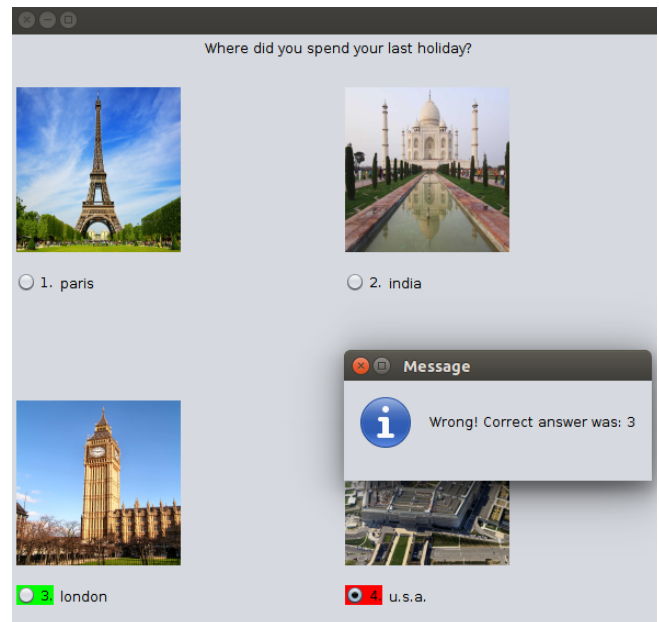 Where did you spend your last holiday?
1. paris
2. india
Message
Wrong! Correct answer was: 3
3. london
4. u.s.a.